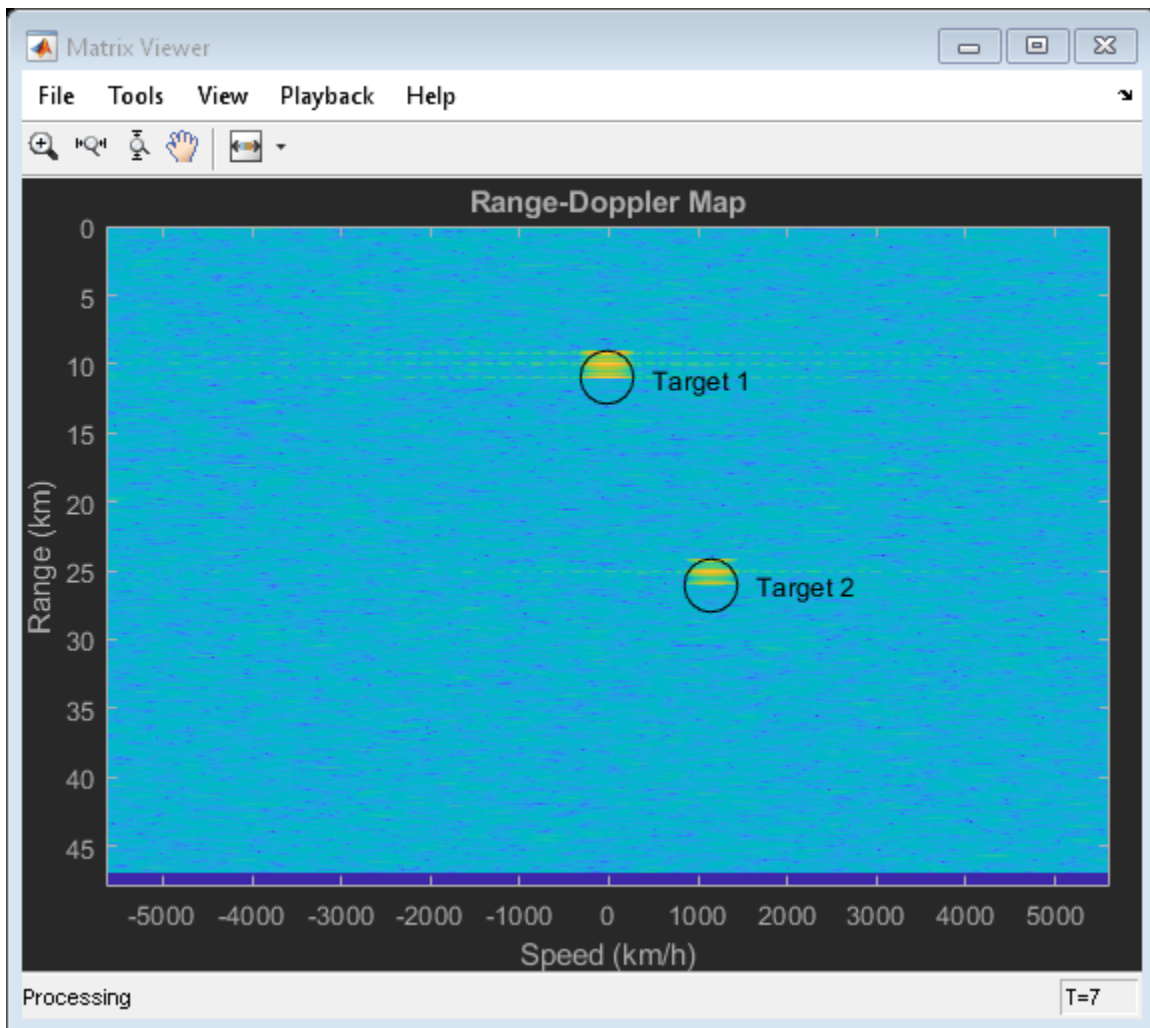 Matrix Viewer
File Tools View Playback Help
Range-Doppler Map
0
5
10
15
20
25
30
35
40
45
Range (km)
Target 1
Target 2
-5000 -4000 -3000 -2000 -1000 0 1000 2000 3000 4000 5000
Speed (km/h)
Processing T=7